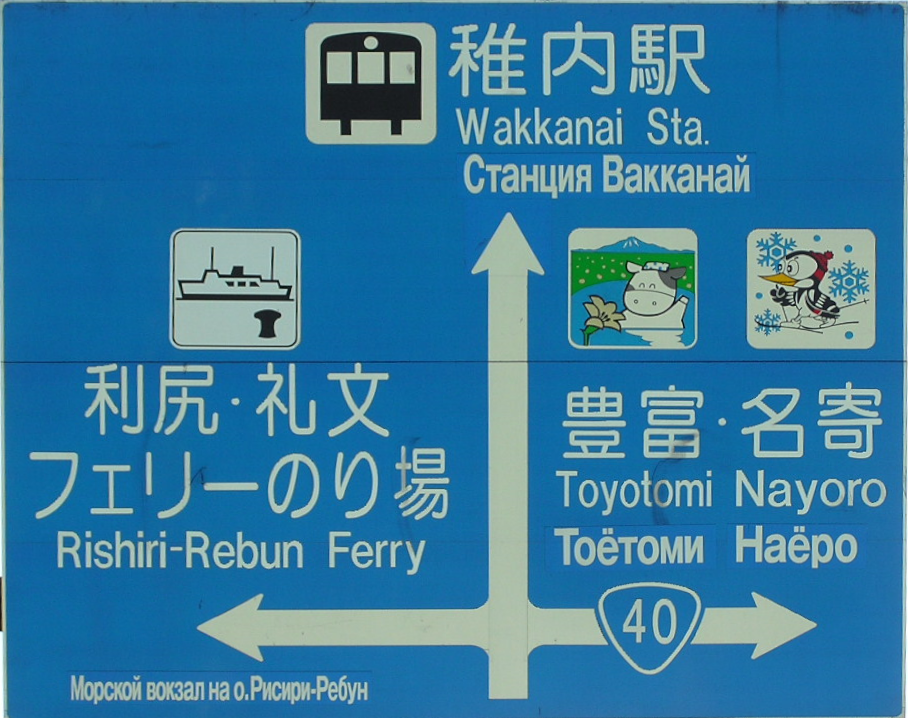 稚内駅
Wakkanai Sta.
Станция Вакканай
利尻・礼文
フェリーのり場
Rishiri-Rebun Ferry
豊富・名寄
Toyotomi Nayoro
Тоётоми Наёро
40
Морской вокзал на о.Рисири-Ребун